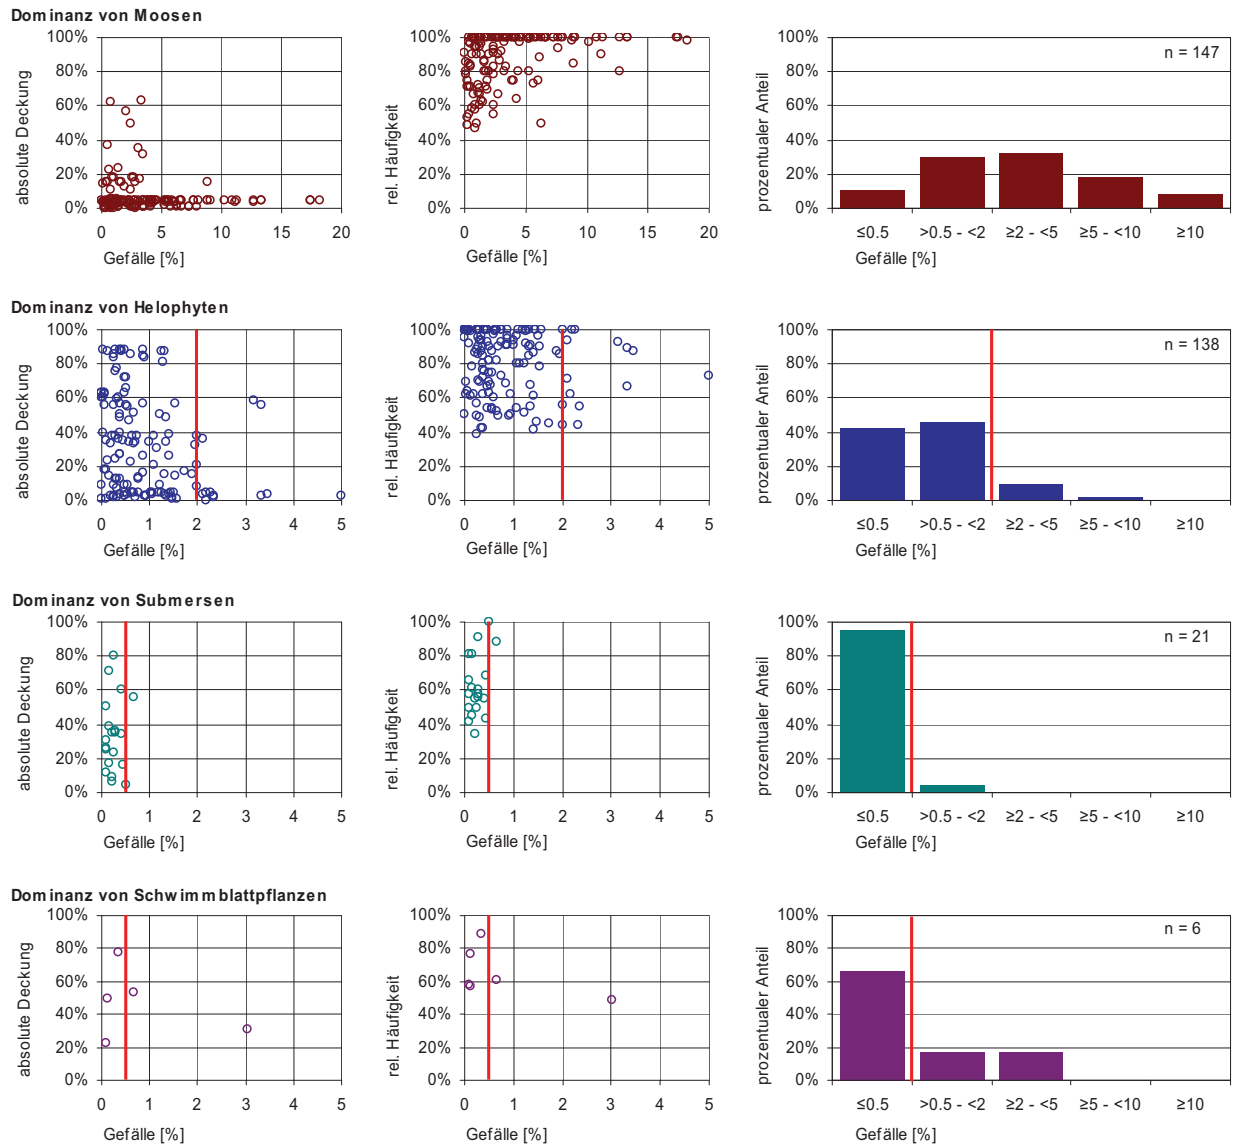 Dominanz von Moosen
absolute Deckung
100%
80%
60%
40%
20%
0%
0 5 10 15 20
Gefälle [%]
rel. Häufigkeit
100%
80%
60%
40%
20%
0%
0 5 10 15 20
Gefälle [%]
prozentualer Anteil
100%
80%
60%
40%
20%
0%
n = 147
≤0.5 >0.5 - <2 ≥2 - <5 ≥5 - <10 ≥10
Gefälle [%]
Dominanz von Helophyten
absolute Deckung
100%
80%
60%
40%
20%
0%
0 1 2 3 4 5
Gefälle [%]
rel. Häufigkeit
100%
80%
60%
40%
20%
0%
0 1 2 3 4 5
Gefälle [%]
prozentualer Anteil
100%
80%
60%
40%
20%
0%
n = 138
≤0.5 >0.5 - <2 ≥2 - <5 ≥5 - <10 ≥10
Gefälle [%]
Dominanz von Submersen
absolute Deckung
100%
80%
60%
40%
20%
0%
0 1 2 3 4 5
Gefälle [%]
rel. Häufigkeit
100%
80%
60%
40%
20%
0%
0 1 2 3 4 5
Gefälle [%]
prozentualer Anteil
100%
80%
60%
40%
20%
0%
n = 21
≤0.5 >0.5 - <2 ≥2 - <5 ≥5 - <10 ≥10
Gefälle [%]
Dominanz von Schwimmblattpflanzen
absolute Deckung
100%
80%
60%
40%
20%
0%
0 1 2 3 4 5
Gefälle [%]
rel. Häufigkeit
100%
80%
60%
40%
20%
0%
0 1 2 3 4 5
Gefälle [%]
prozentualer Anteil
100%
80%
60%
40%
20%
0%
n = 6
≤0.5 >0.5 - <2 ≥2 - <5 ≥5 - <10 ≥10
Gefälle [%]